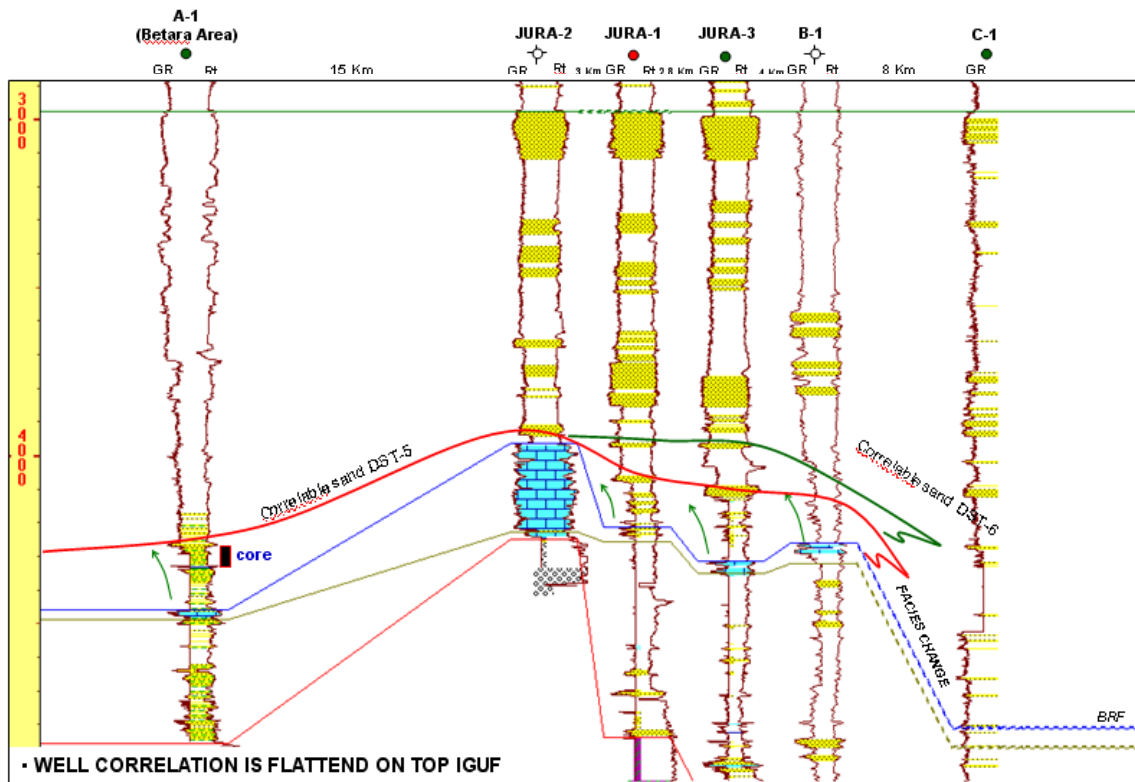 A-1
(Betara Area)
JURA-2
JURA-1
JURA-3
B-1
C-1
GR Rt 15 Km GR Rt 3 Km GR Rt 2.8 Km GR Rt 4 Km GR Rt 8 Km GR
3000
4000
Correlable sand DST-5
Correlable sand DST-6
core
FACIES CHANGE
BRF
· WELL CORRELATION IS FLATTEND ON TOP IGUF